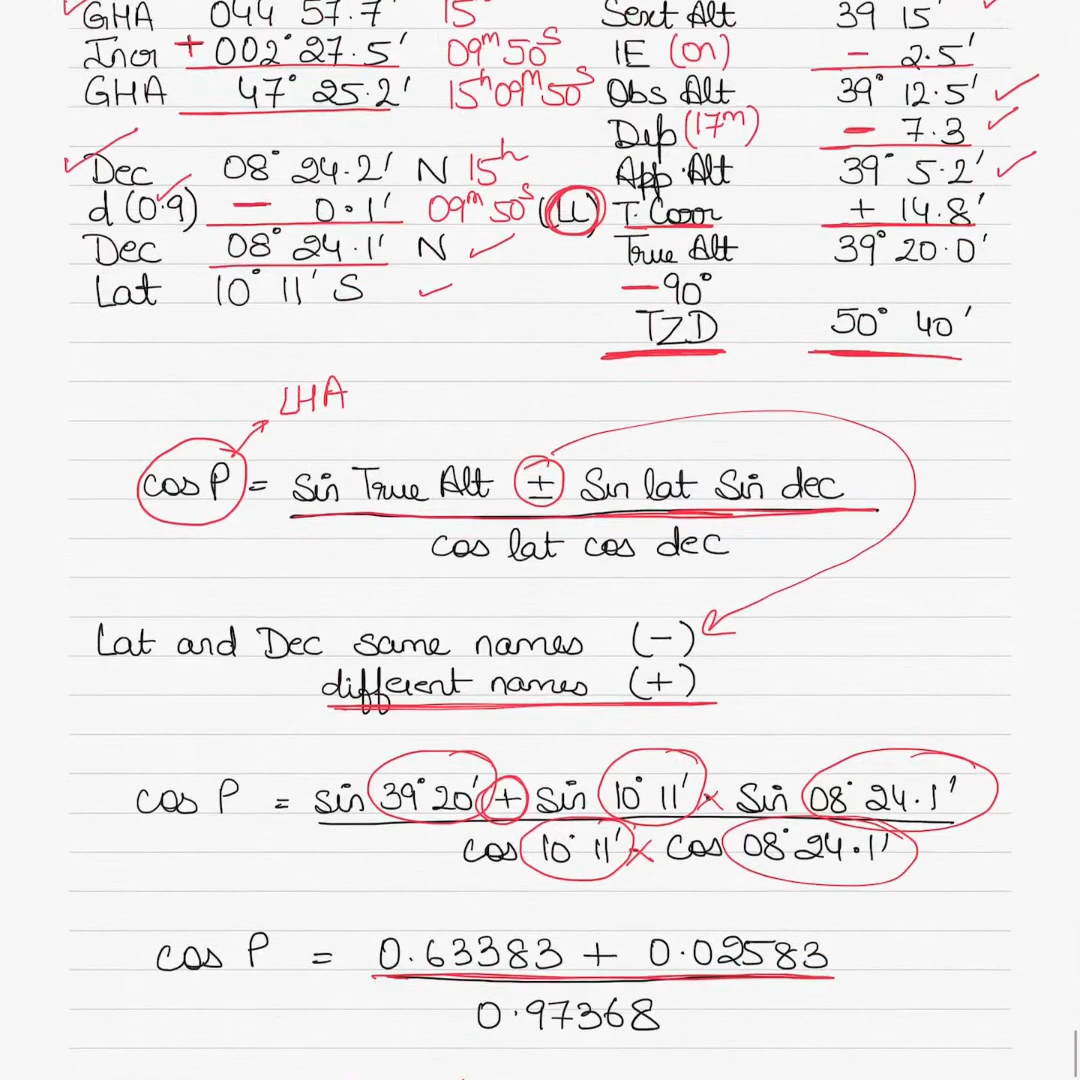 GHA 044 57.7' 15ʰ
Incr + 002° 27.5' 09ᵐ 50ˢ
GHA 47° 25.2' 15ʰ09ᵐ50ˢ
Dec 08° 24.2' N 15ʰ
d (0.9) − 0.1' 09ᵐ 50ˢ
Dec 08° 24.1' N
Lat 10° 11' S
Sext Alt 39 15'
IE (on) − 2.5'
Obs Alt 39° 12.5'
Dip (17ᵐ) − 7.3
App. Alt 39° 5.2'
(LL) T. Corr + 14.8'
True Alt 39° 20.0'
−90°
TZD 50° 40'
LHA
cos P = sin True Alt ± Sin lat Sin dec
cos lat cos dec
Lat and Dec same names (−)
different names (+)
cos P = sin 39° 20' + sin 10° 11' × sin 08° 24.1'
cos 10° 11' × cos 08° 24.1'
cos P = 0.63383 + 0.02583
0.97368